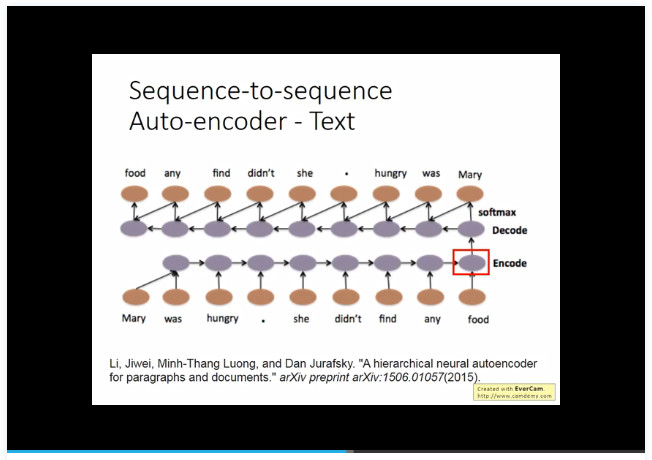 Sequence-to-sequence
Auto-encoder - Text
food any find didn't she . hungry was Mary
softmax
Decode
Encode
Mary was hungry . she didn't find any food
Li, Jiwei, Minh-Thang Luong, and Dan Jurafsky. "A hierarchical neural autoencoder
for paragraphs and documents." arXiv preprint arXiv:1506.01057(2015).
Created with EverCam
http://www.camdemy.com